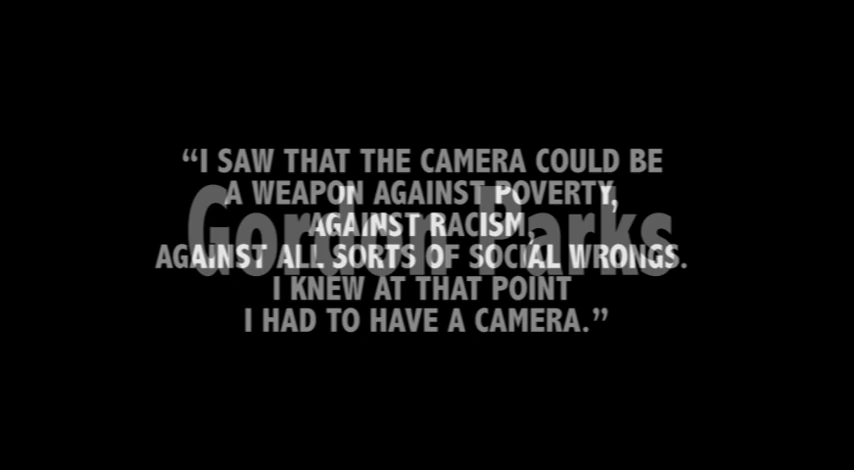 “I SAW THAT THE CAMERA COULD BE
A WEAPON AGAINST POVERTY,
AGAINST RACISM,
AGAINST ALL SORTS OF SOCIAL WRONGS.
I KNEW AT THAT POINT
I HAD TO HAVE A CAMERA.”
Gordon Parks